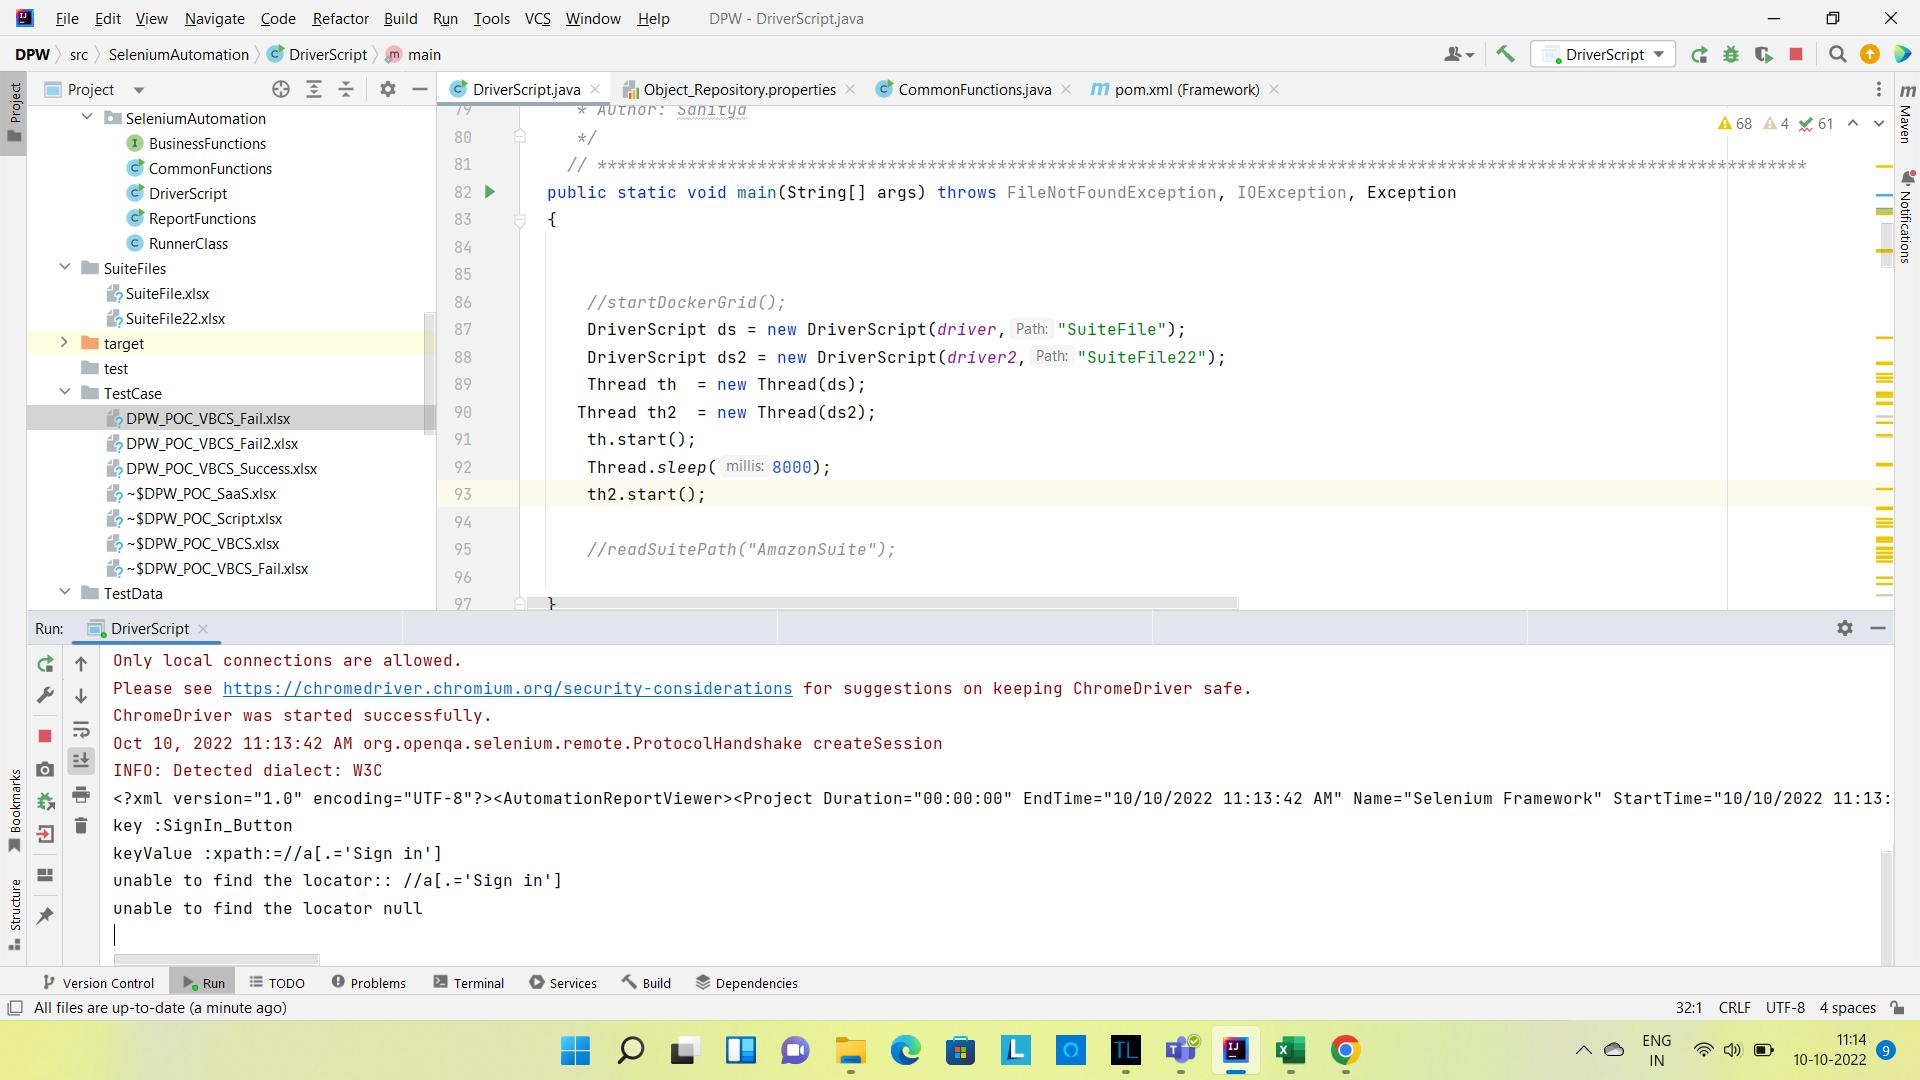 File Edit View Navigate Code Refactor Build Run Tools VCS Window Help DPW - DriverScript.java
DPW src SeleniumAutomation DriverScript main DriverScript
Project DriverScript.java Object_Repository.properties CommonFunctions.java pom.xml (Framework)
Project
Bookmarks
Structure
Maven
Notifications
SeleniumAutomation
BusinessFunctions
CommonFunctions
DriverScript
ReportFunctions
RunnerClass
SuiteFiles
SuiteFile.xlsx
SuiteFile22.xlsx
target
test
TestCase
DPW_POC_VBCS_Fail.xlsx
DPW_POC_VBCS_Fail2.xlsx
DPW_POC_VBCS_Success.xlsx
~$DPW_POC_SaaS.xlsx
~$DPW_POC_Script.xlsx
~$DPW_POC_VBCS.xlsx
~$DPW_POC_VBCS_Fail.xlsx
TestData
68 4 61
79 * Author: Sahitya
80 */
81 // *************************************************************************************************************************
82 public static void main(String[] args) throws FileNotFoundException, IOException, Exception
83 {
84
85
86 //startDockerGrid();
87 DriverScript ds = new DriverScript(driver, Path: "SuiteFile");
88 DriverScript ds2 = new DriverScript(driver2, Path: "SuiteFile22");
89 Thread th = new Thread(ds);
90 Thread th2 = new Thread(ds2);
91 th.start();
92 Thread.sleep( millis: 8000);
93 th2.start();
94
95 //readSuitePath("AmazonSuite");
96
97 }
Run: DriverScript
Only local connections are allowed.
Please see https://chromedriver.chromium.org/security-considerations for suggestions on keeping ChromeDriver safe.
ChromeDriver was started successfully.
Oct 10, 2022 11:13:42 AM org.openqa.selenium.remote.ProtocolHandshake createSession
INFO: Detected dialect: W3C
<?xml version="1.0" encoding="UTF-8"?><AutomationReportViewer><Project Duration="00:00:00" EndTime="10/10/2022 11:13:42 AM" Name="Selenium Framework" StartTime="10/10/2022 11:13:
key :SignIn_Button
keyValue :xpath:=//a[.='Sign in']
unable to find the locator:: //a[.='Sign in']
unable to find the locator null
Version Control Run TODO Problems Terminal Services Build Dependencies
All files are up-to-date (a minute ago) 32:1 CRLF UTF-8 4 spaces
L TL T IJ
ENG
IN
11:14
10-10-2022 9